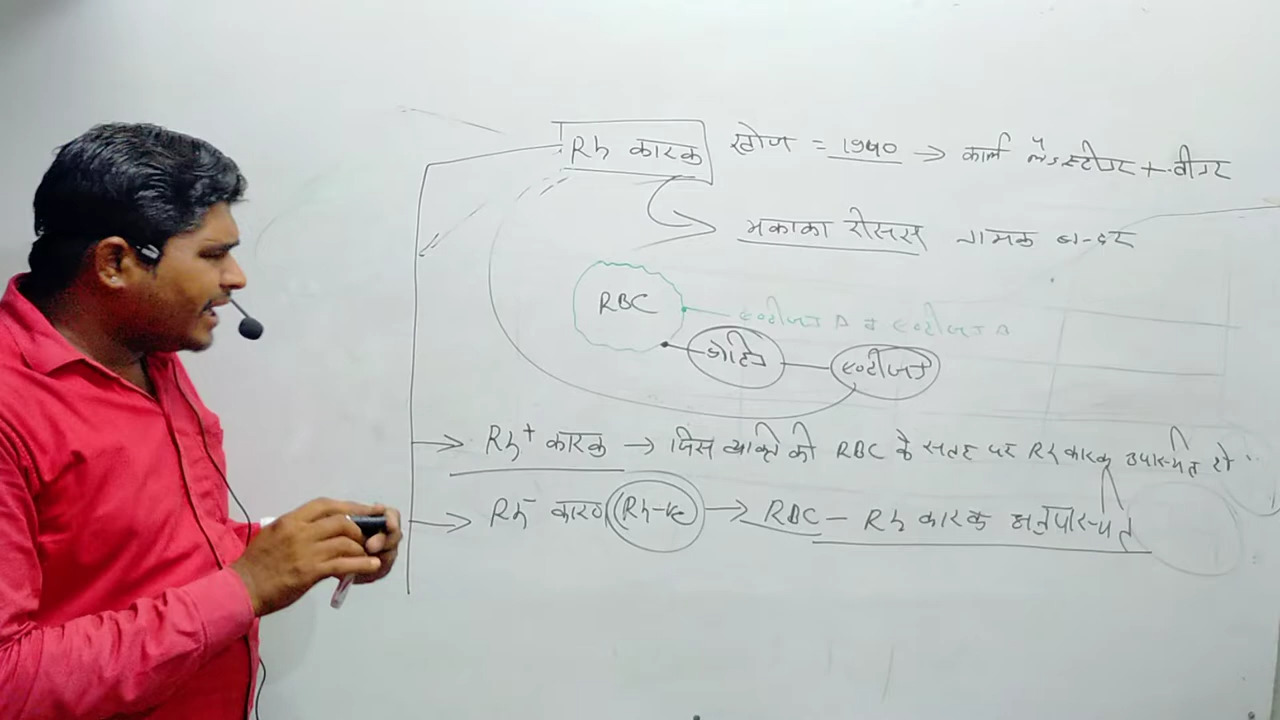 Rh कारक खोज = 1940 → कार्ल लैंडस्टीनर + वीनर
मकाका रीसस नामक बन्दर
RBC
एन्टीजन A व एन्टीजन B
प्रोटीन एन्टीजन
Rh+ कारक → जिस व्यक्ति की RBC के सतह पर Rh कारक उपस्थित हो
Rh- कारक (Rh-ve) → RBC - Rh कारक अनुपस्थित